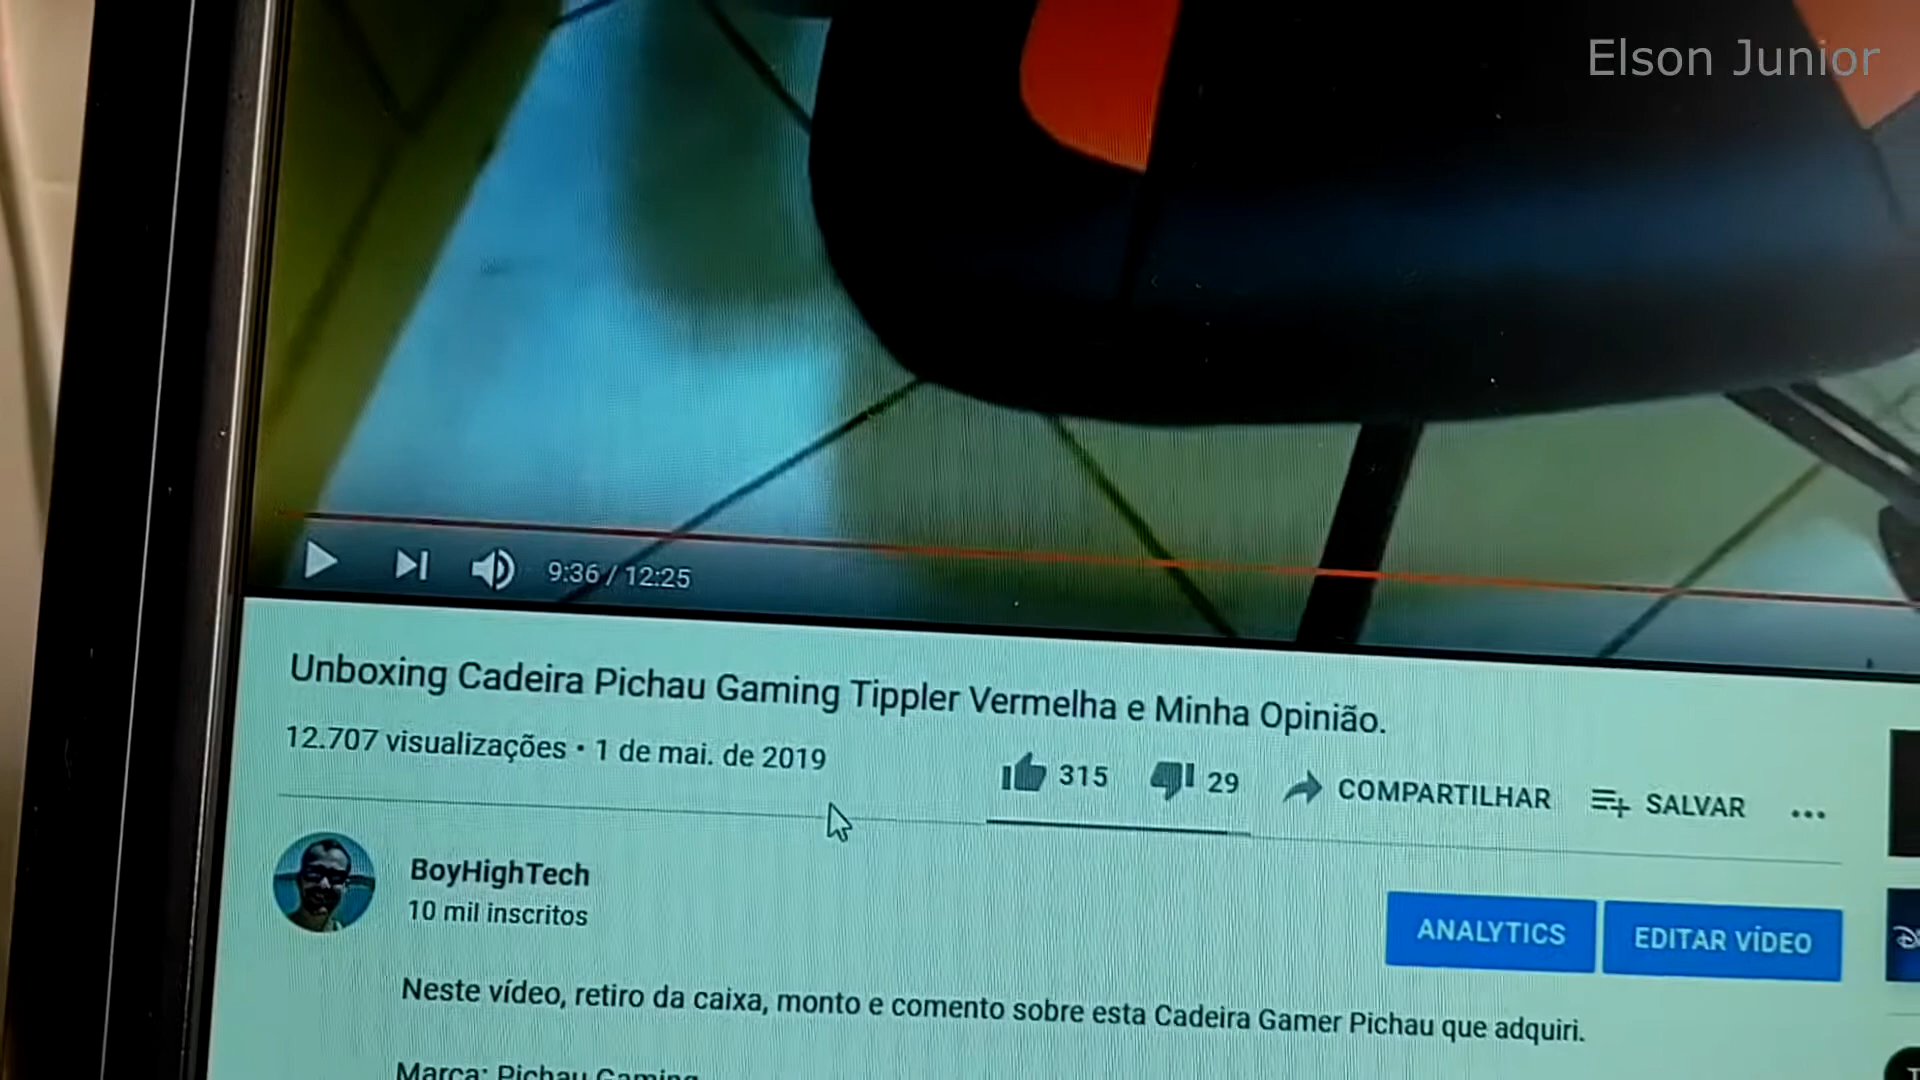 Elson Junior
9:36 / 12:25
Unboxing Cadeira Pichau Gaming Tippler Vermelha e Minha Opinião.
12.707 visualizações • 1 de mai. de 2019
315 29 COMPARTILHAR SALVAR ...
BoyHighTech
10 mil inscritos
ANALYTICS EDITAR VÍDEO
Neste vídeo, retiro da caixa, monto e comento sobre esta Cadeira Gamer Pichau que adquiri.
Marca: Pichau Gaming